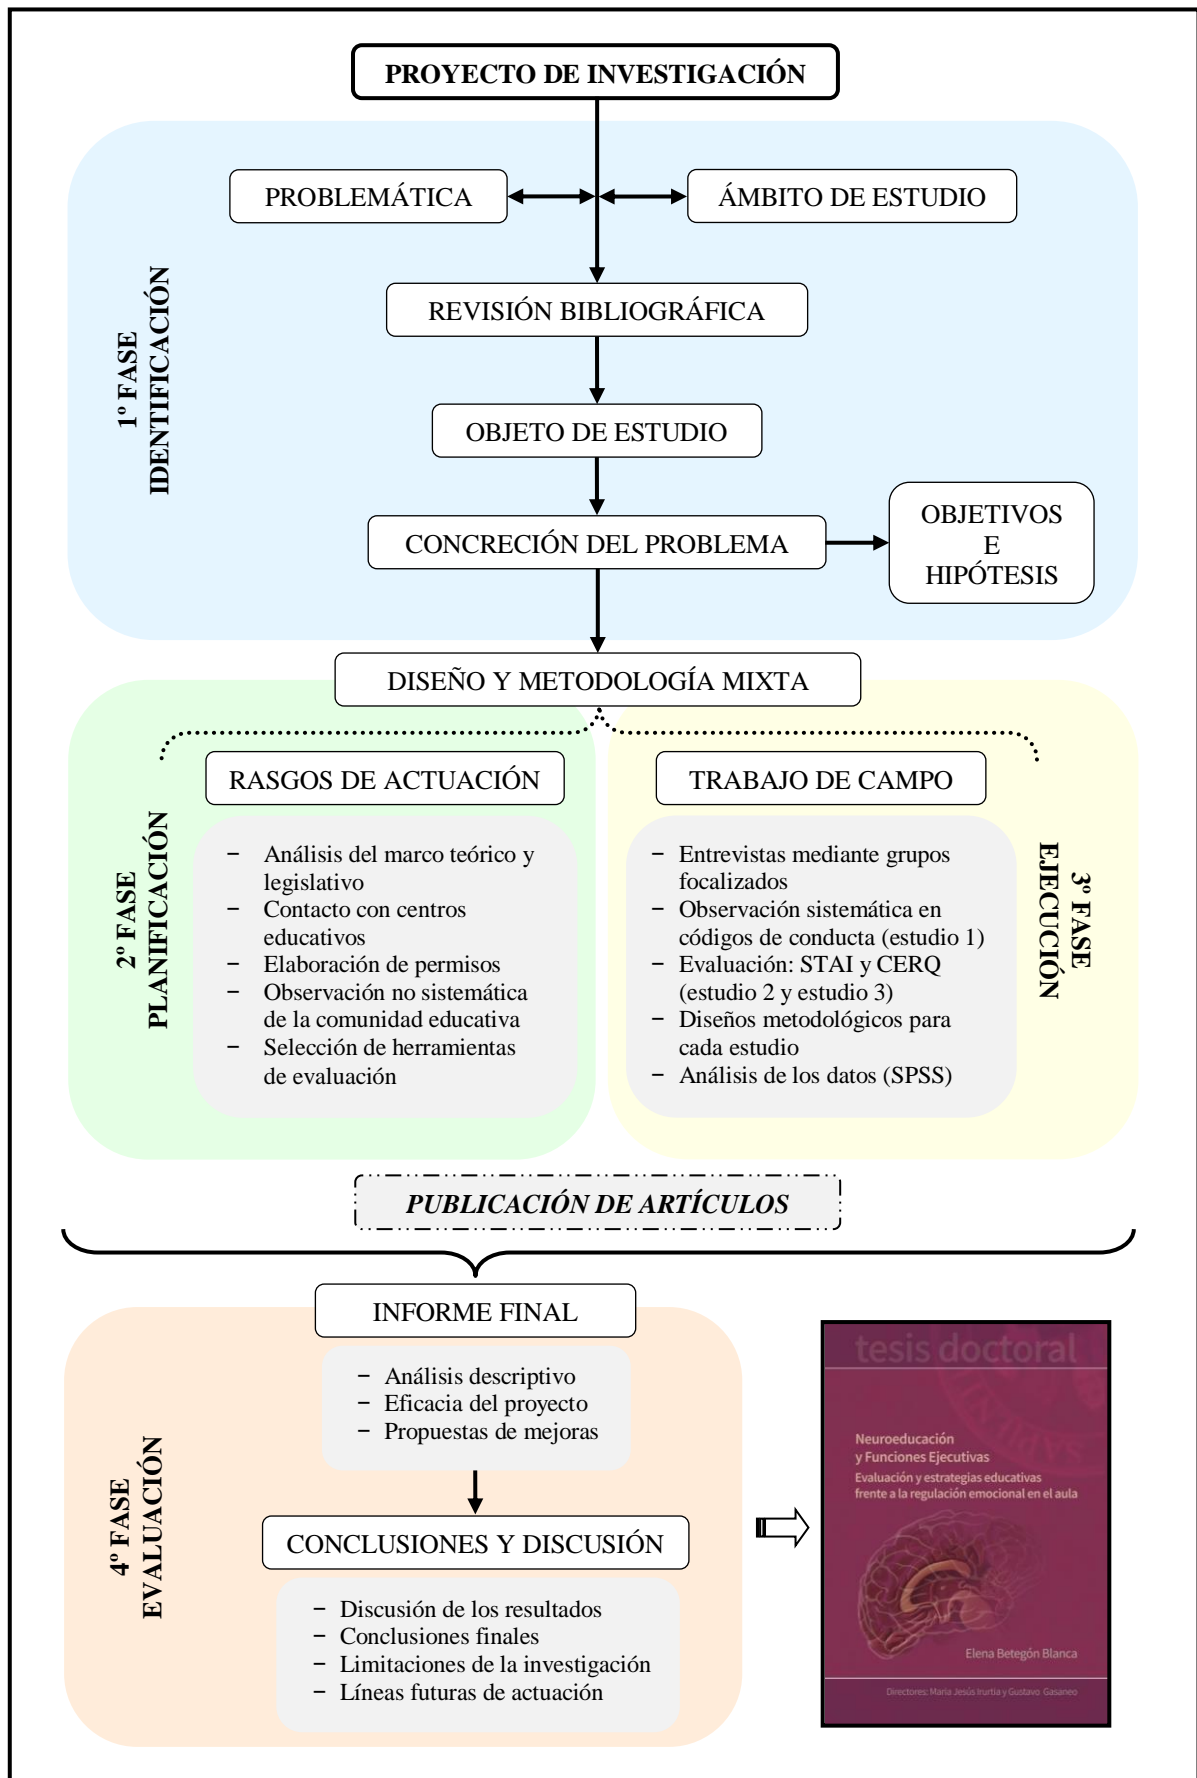 PROYECTO DE INVESTIGACIÓN
PROBLEMÁTICA
ÁMBITO DE ESTUDIO
REVISIÓN BIBLIOGRÁFICA
OBJETO DE ESTUDIO
CONCRECIÓN DEL PROBLEMA
OBJETIVOS
E
HIPÓTESIS
1º FASE
IDENTIFICACIÓN
DISEÑO Y METODOLOGÍA MIXTA
2º FASE
PLANIFICACIÓN
RASGOS DE ACTUACIÓN
− Análisis del marco teórico y
legislativo
− Contacto con centros
educativos
− Elaboración de permisos
− Observación no sistemática
de la comunidad educativa
− Selección de herramientas
de evaluación
TRABAJO DE CAMPO
− Entrevistas mediante grupos
focalizados
− Observación sistemática en
códigos de conducta (estudio 1)
− Evaluación: STAI y CERQ
(estudio 2 y estudio 3)
− Diseños metodológicos para
cada estudio
− Análisis de los datos (SPSS)
3º FASE
EJECUCIÓN
PUBLICACIÓN DE ARTÍCULOS
4º FASE
EVALUACIÓN
INFORME FINAL
− Análisis descriptivo
− Eficacia del proyecto
− Propuestas de mejoras
CONCLUSIONES Y DISCUSIÓN
− Discusión de los resultados
− Conclusiones finales
− Limitaciones de la investigación
− Líneas futuras de actuación
tesis doctoral
Neuroeducación
y Funciones Ejecutivas
Evaluación y estrategias educativas
frente a la regulación emocional en el aula
Elena Betegón Blanca
Directores: María Jesús Irurtia y Gustavo Gasaneo